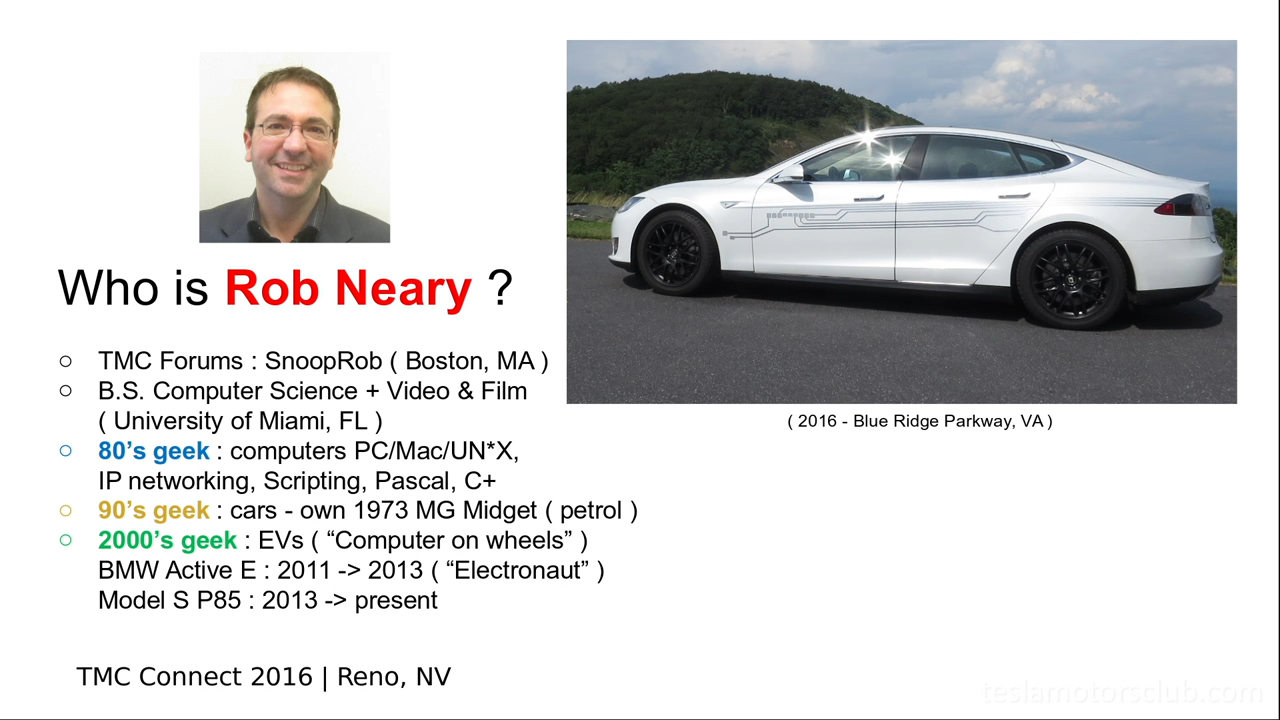 Who is Rob Neary ?
○ TMC Forums : SnoopRob ( Boston, MA )
○ B.S. Computer Science + Video & Film
( University of Miami, FL )
○ 80’s geek : computers PC/Mac/UN*X,
IP networking, Scripting, Pascal, C+
○ 90’s geek : cars - own 1973 MG Midget ( petrol )
○ 2000’s geek : EVs ( “Computer on wheels” )
BMW Active E : 2011 -> 2013 ( “Electronaut” )
Model S P85 : 2013 -> present
( 2016 - Blue Ridge Parkway, VA )
TMC Connect 2016 | Reno, NV
teslamotorsclub.com